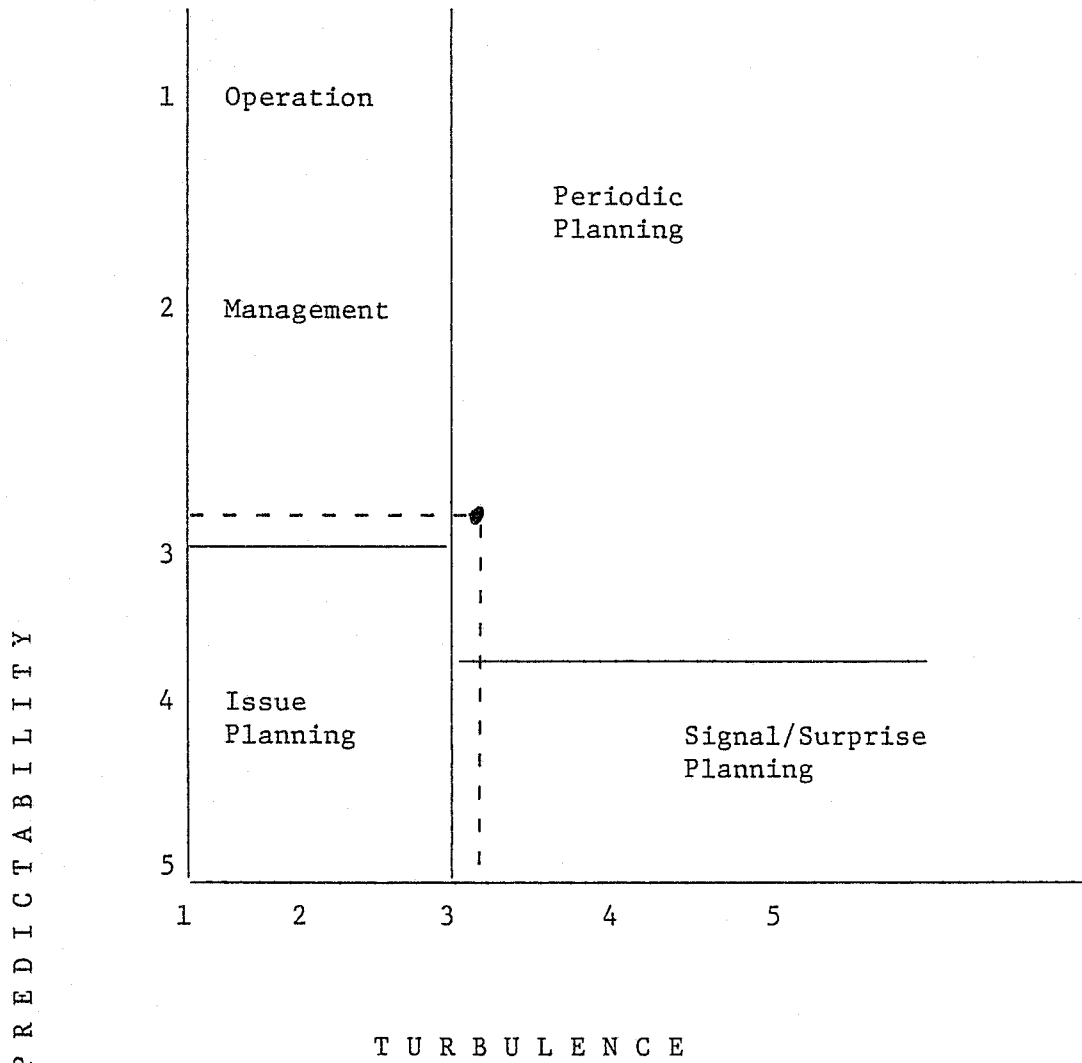 1 Operation
Periodic
Planning
2 Management
3
4 Issue
Planning
Signal/Surprise
Planning
5
1 2 3 4 5
PREDICTABILITY
TURBULENCE